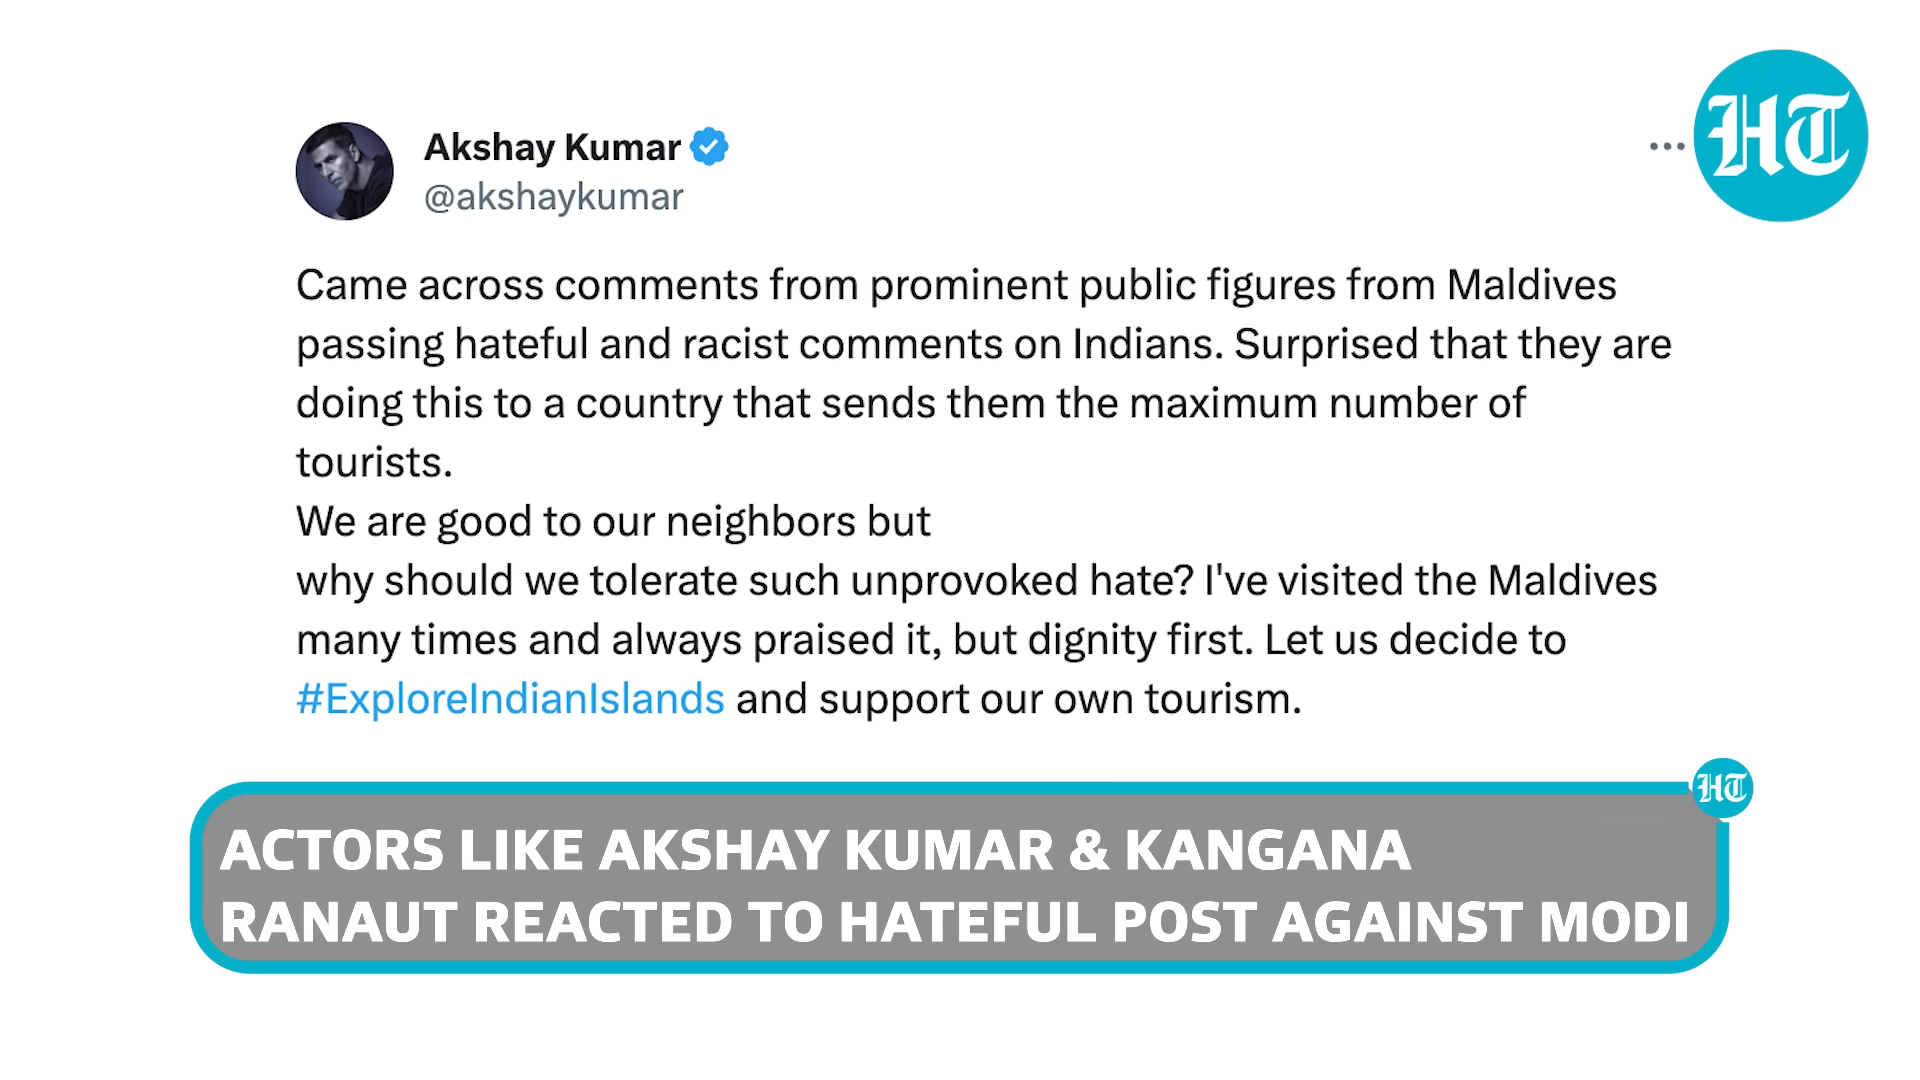 HT
Akshay Kumar
@akshaykumar
Came across comments from prominent public figures from Maldives
passing hateful and racist comments on Indians. Surprised that they are
doing this to a country that sends them the maximum number of
tourists.
We are good to our neighbors but
why should we tolerate such unprovoked hate? I've visited the Maldives
many times and always praised it, but dignity first. Let us decide to
#ExploreIndianIslands and support our own tourism.
HT
ACTORS LIKE AKSHAY KUMAR & KANGANA
RANAUT REACTED TO HATEFUL POST AGAINST MODI